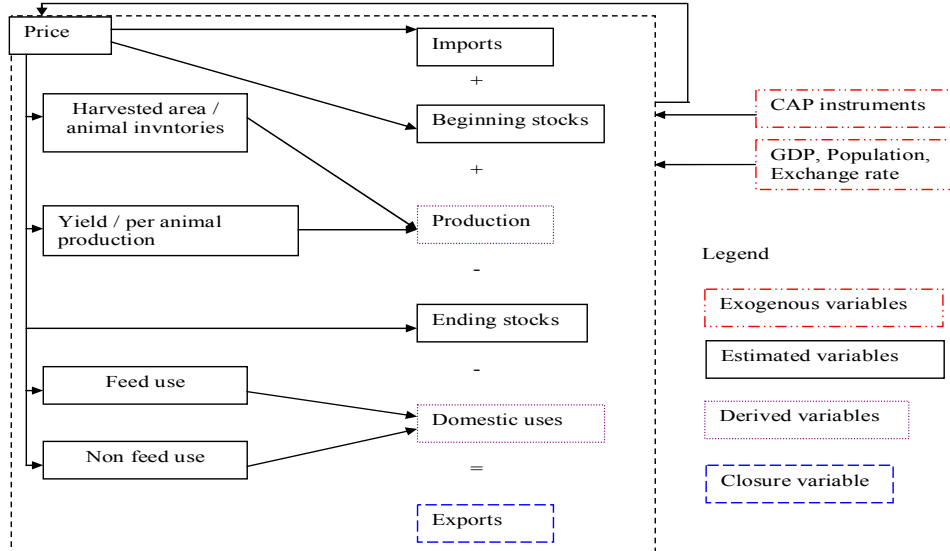 Price
Imports
+
Harvested area /
animal invntories
Beginning stocks
+
Yield / per animal
production
Production
-
Ending stocks
-
Feed use
Domestic uses
Non feed use
=
Exports
CAP instruments
GDP, Population,
Exchange rate
Legend
Exogenous variables
Estimated variables
Derived variables
Closure variable